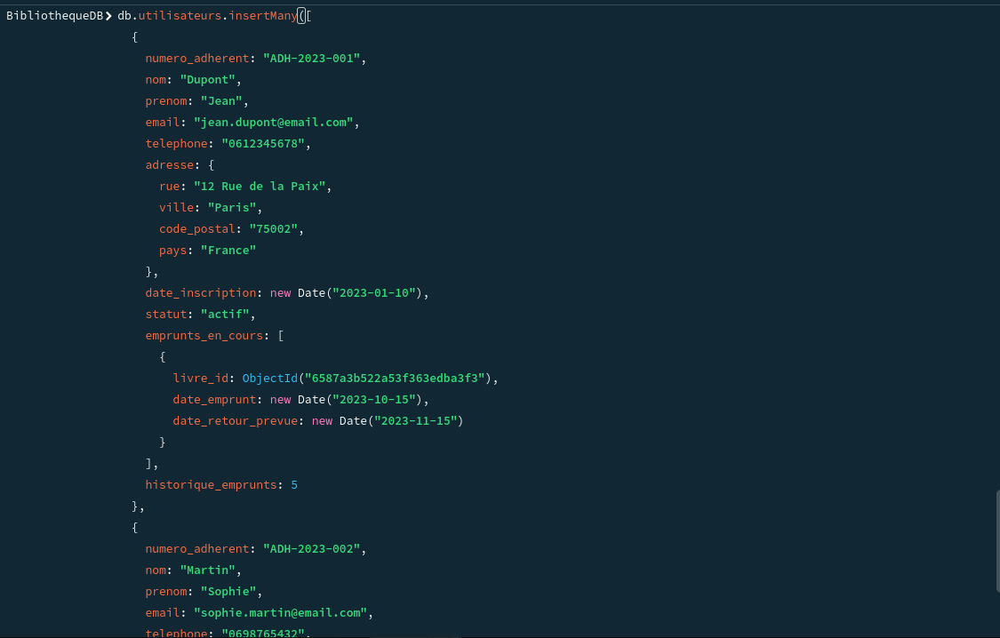 BibliothequeDB❯ db.utilisateurs.insertMany([
{
numero_adherent: "ADH-2023-001",
nom: "Dupont",
prenom: "Jean",
email: "jean.dupont@email.com",
telephone: "0612345678",
adresse: {
rue: "12 Rue de la Paix",
ville: "Paris",
code_postal: "75002",
pays: "France"
},
date_inscription: new Date("2023-01-10"),
statut: "actif",
emprunts_en_cours: [
{
livre_id: ObjectId("6587a3b522a53f363edba3f3"),
date_emprunt: new Date("2023-10-15"),
date_retour_prevue: new Date("2023-11-15")
}
],
historique_emprunts: 5
},
{
numero_adherent: "ADH-2023-002",
nom: "Martin",
prenom: "Sophie",
email: "sophie.martin@email.com",
telephone: "0698765432",